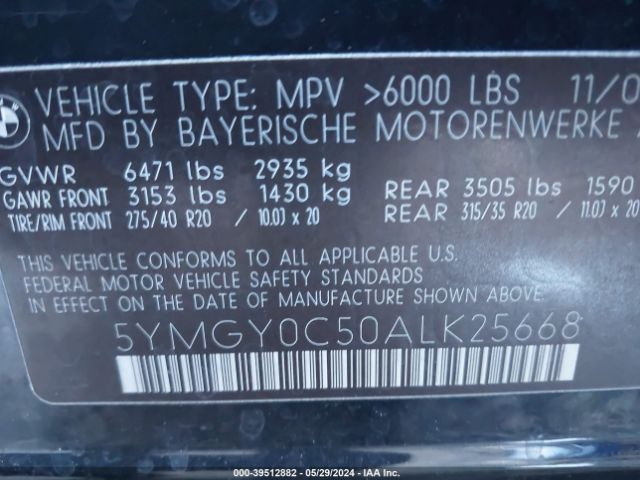 BMW
VEHICLE TYPE: MPV >6000 LBS 11/0
MFD BY BAYERISCHE MOTORENWERKE
GVWR 6471 lbs 2935 kg
GAWR FRONT 3153 lbs 1430 kg REAR 3505 lbs 1590
TIRE/RIM FRONT 275/40 R20 / 10.0J x 20 REAR 315/35 R20 / 11.0J x 20
THIS VEHICLE CONFORMS TO ALL APPLICABLE U.S.
FEDERAL MOTOR VEHICLE SAFETY STANDARDS
IN EFFECT ON THE DATE OF MANUFACTURE SHOWN ABOVE.
5YMGY0C50ALK25668
000-39512882 - 05/29/2024 - IAA Inc.